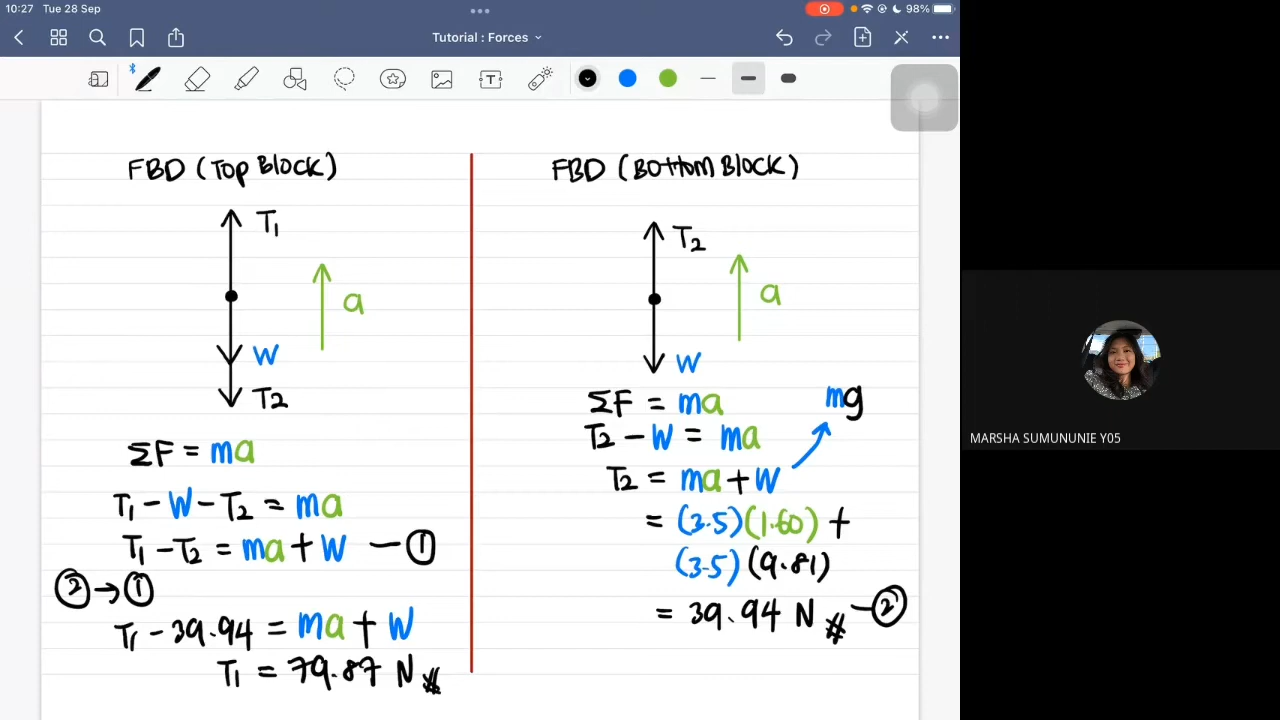 10:27 Tue 28 Sep
98%
Tutorial : Forces
T
FBD (Top Block)
T1
a
W
T2
ΣF = ma
T1 - W - T2 = ma
T1 - T2 = ma + W — ①
② → ①
T1 - 39.94 = ma + W
T1 = 79.87 N
FBD (Bottom Block)
T2
a
W
ΣF = ma
mg
T2 - W = ma
T2 = ma + W
= (3.5)(1.60) +
(3.5)(9.81)
= 39.94 N — ②
MARSHA SUMUNUNIE Y05